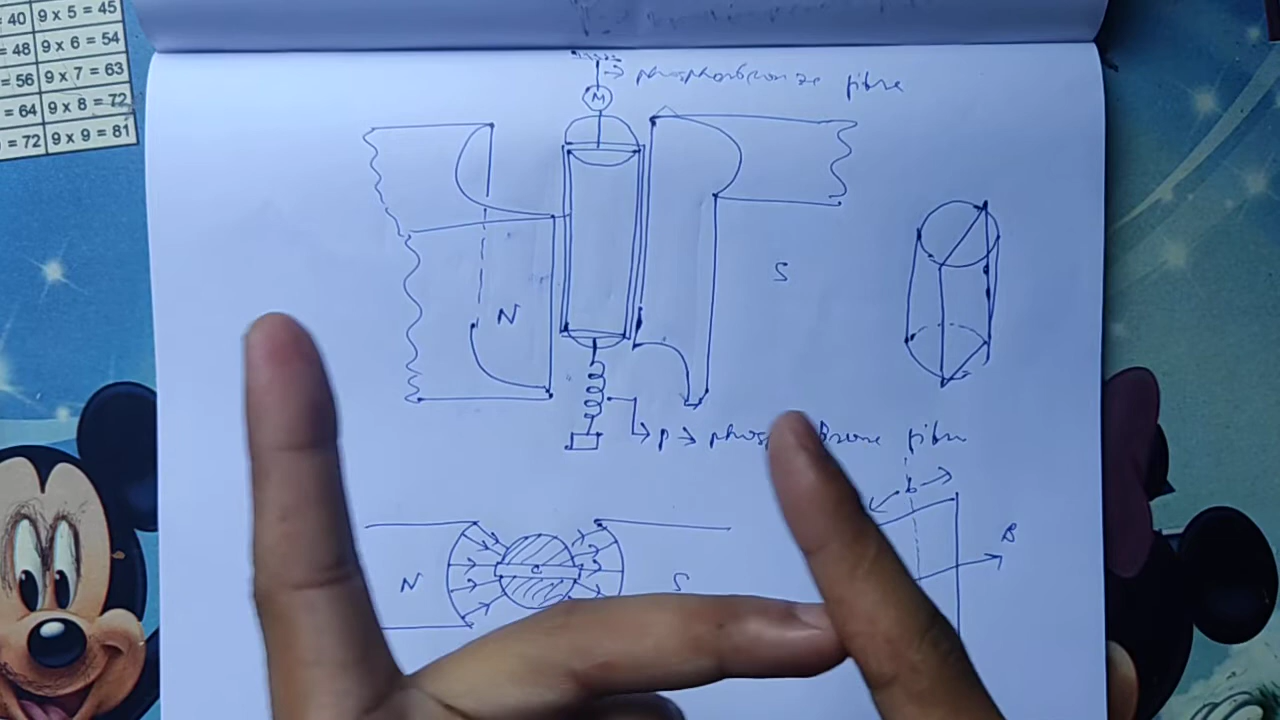 = 40 9 x 5 = 45
= 48 9 x 6 = 54
= 56 9 x 7 = 63
= 64 9 x 8 = 72
= 72 9 x 9 = 81
→ phosphorbronze fibre
M
N
S
→ P → fibre
b
B
N
C
S